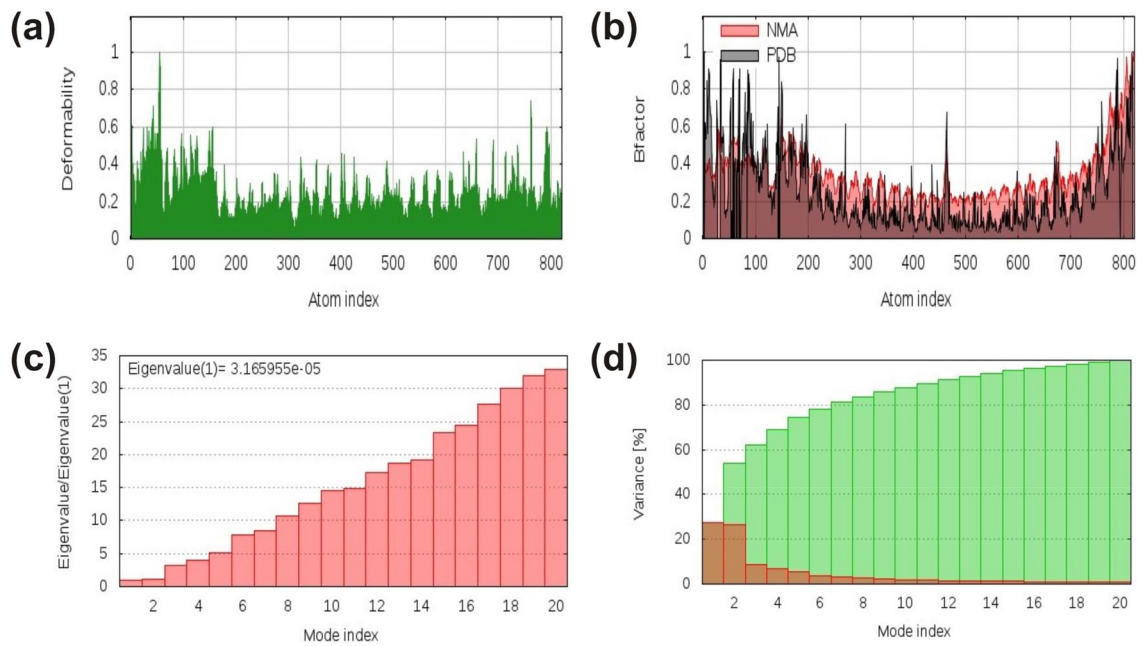 (a)
Deformability
1
0.8
0.6
0.4
0.2
0
0 100 200 300 400 500 600 700 800
Atom index
(b)
NMA
PDB
Bfactor
1
0.8
0.6
0.4
0.2
0
0 100 200 300 400 500 600 700 800
Atom index
(c)
Eigenvalue(1)= 3.165955e-05
Eigenvalue/Eigenvalue(1)
35
30
25
20
15
10
5
0
2 4 6 8 10 12 14 16 18 20
Mode index
(d)
Variance [%]
100
80
60
40
20
0
2 4 6 8 10 12 14 16 18 20
Mode index